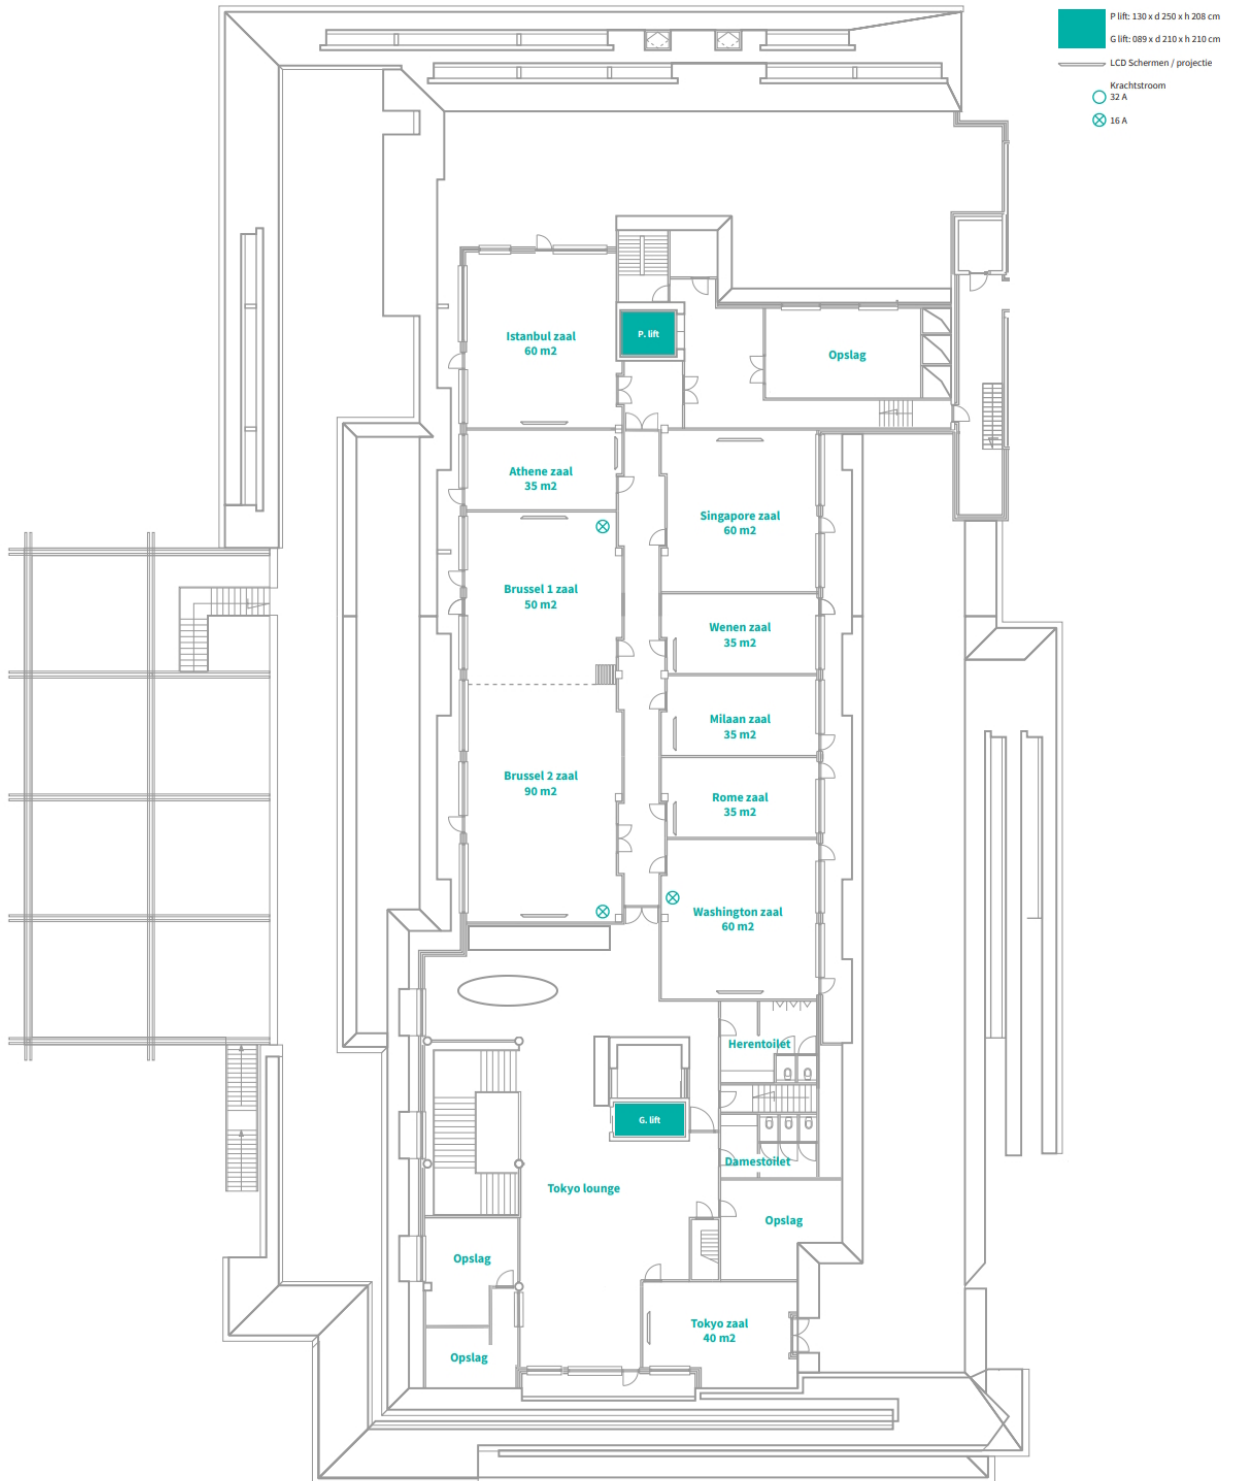 P lift: 130 x d 250 x h 208 cm
G lift: 089 x d 210 x h 210 cm
LCD Schermen / projectie
Krachtstroom
32 A
16 A
Istanbul zaal
60 m2
P. lift
Opslag
Athene zaal
35 m2
Singapore zaal
60 m2
Brussel 1 zaal
50 m2
Wenen zaal
35 m2
Milaan zaal
35 m2
Brussel 2 zaal
90 m2
Rome zaal
35 m2
Washington zaal
60 m2
Herentoilet
G. lift
Damestoilet
Tokyo lounge
Opslag
Opslag
Tokyo zaal
40 m2
Opslag